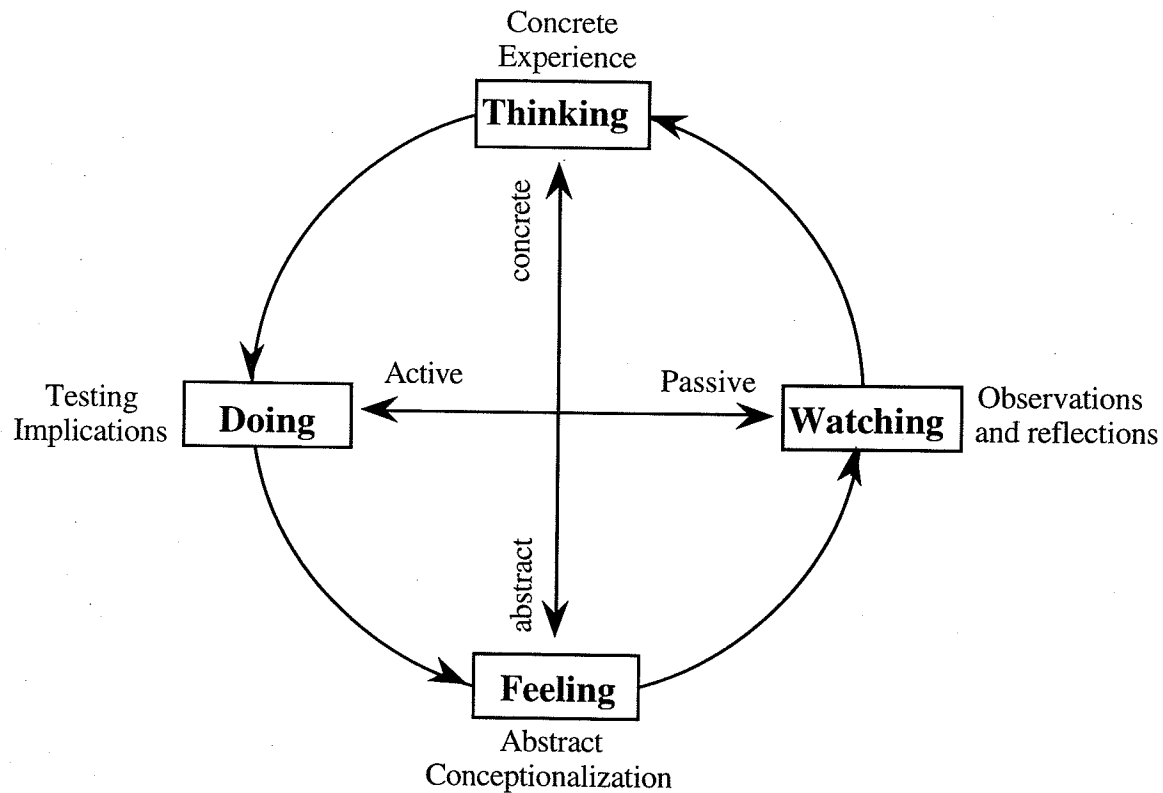 Concrete
Experience
Thinking
concrete
Active
Passive
Testing
Implications
Doing
Watching
Observations
and reflections
abstract
Feeling
Abstract
Conceptionalization